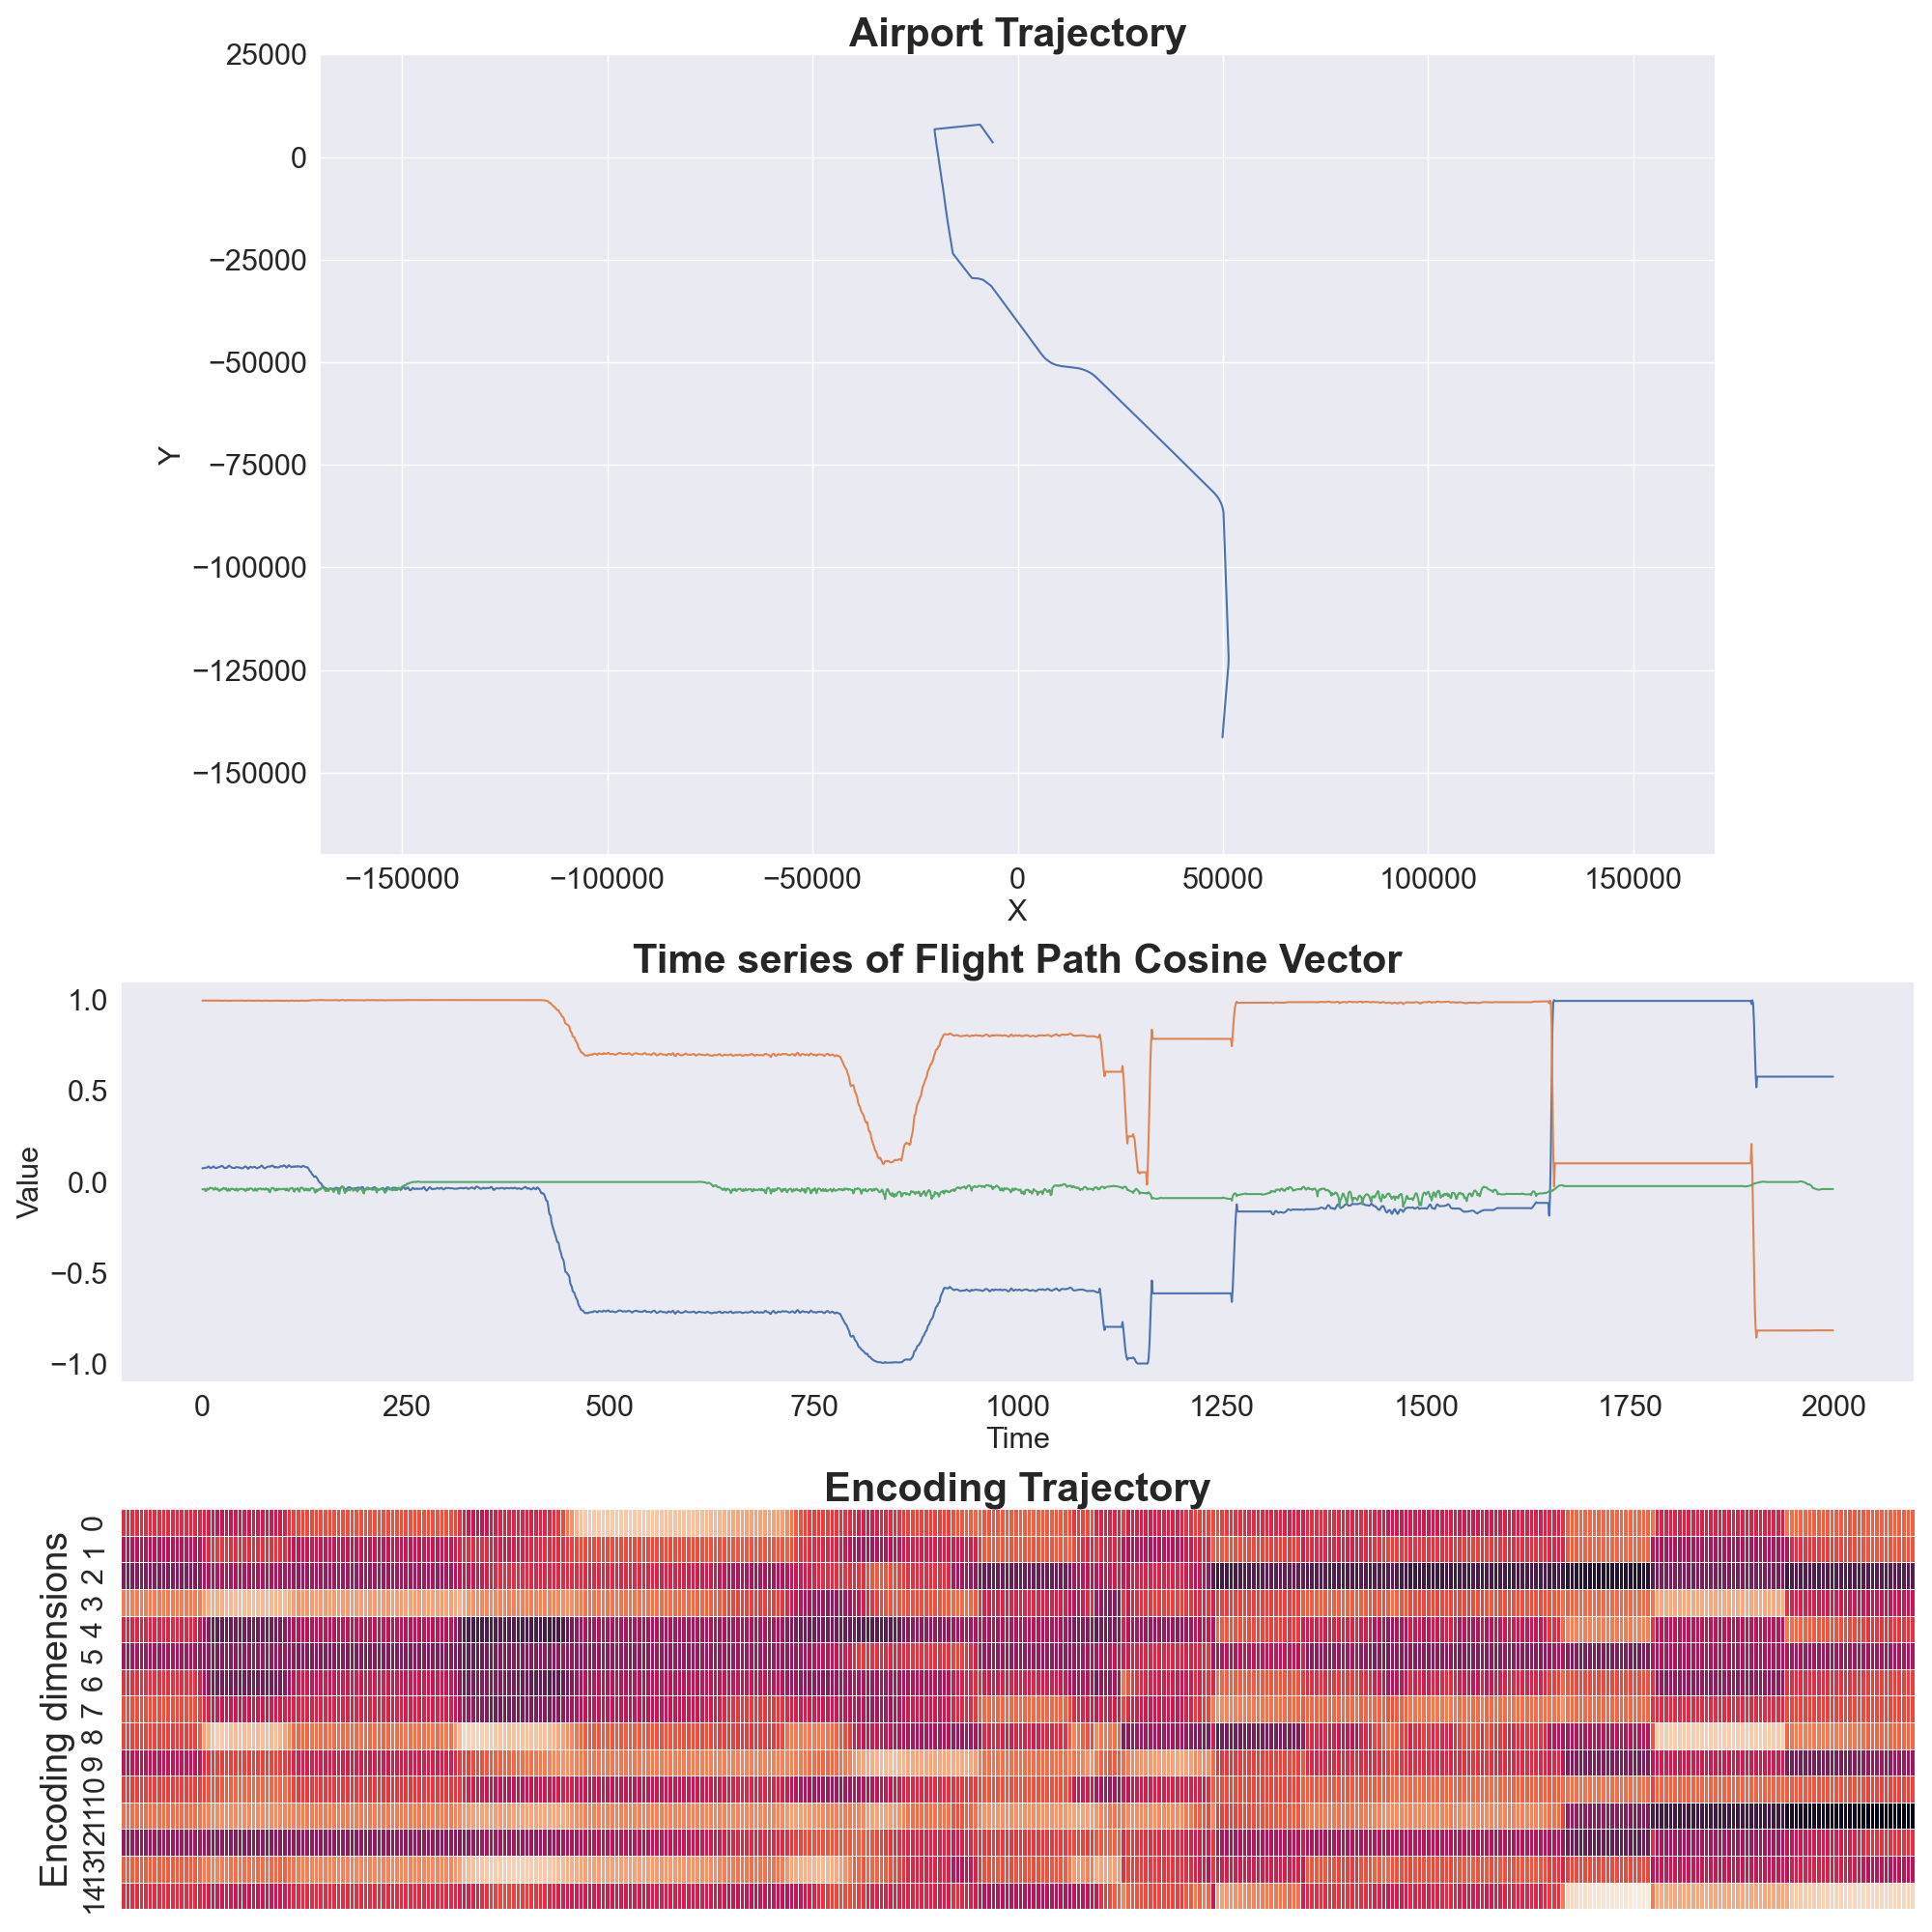 Airport Trajectory
25000
0
−25000
−50000
−75000
−100000
−125000
−150000
Y
−150000 −100000 −50000 0 50000 100000 150000
X
Time series of Flight Path Cosine Vector
1.0
0.5
0.0
−0.5
−1.0
Value
0 250 500 750 1000 1250 1500 1750 2000
Time
Encoding Trajectory
Encoding dimensions
0
1
2
3
4
5
6
7
8
9
10
11
12
13
14